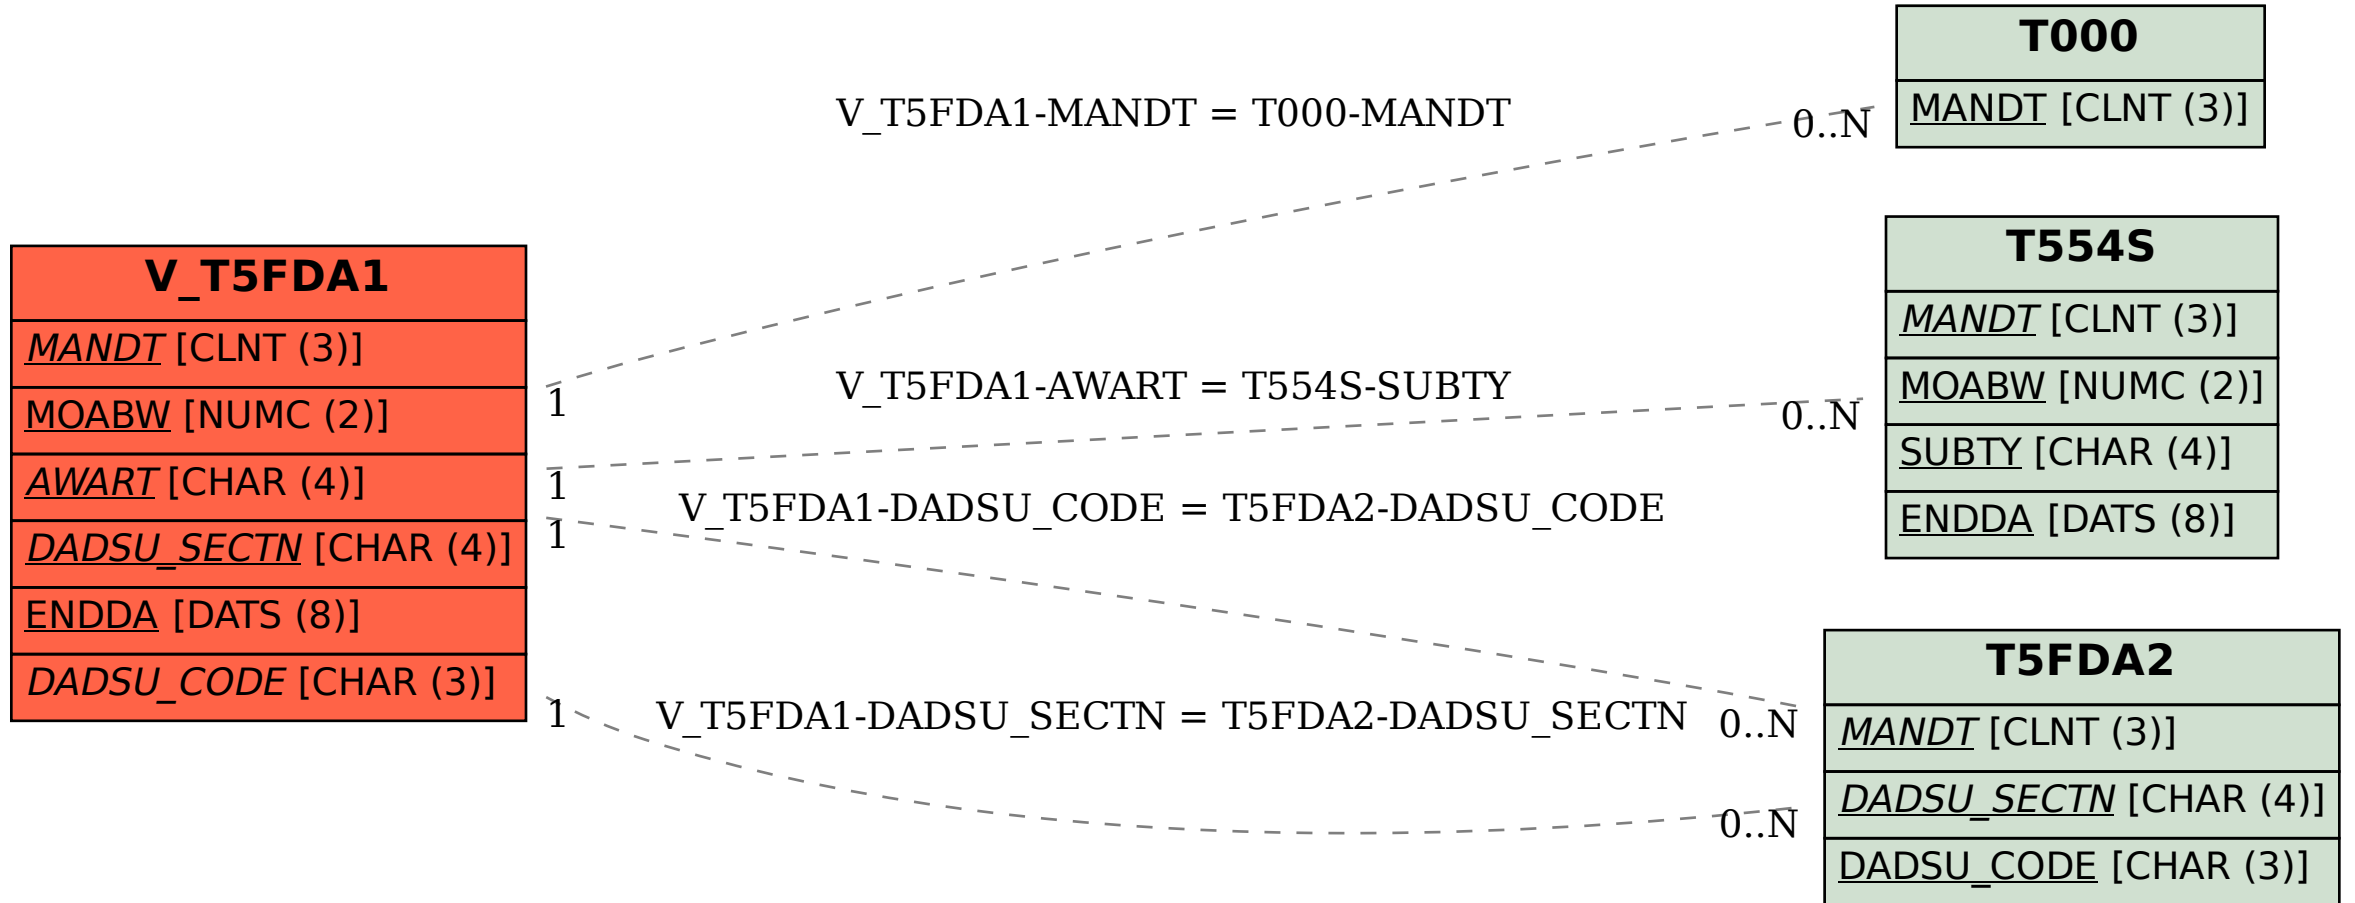 T000
MANDT [CLNT (3)]
V_T5FDA1-MANDT = T000-MANDT
0..N
1
V_T5FDA1
MANDT [CLNT (3)]
MOABW [NUMC (2)]
AWART [CHAR (4)]
DADSU_SECTN [CHAR (4)]
ENDDA [DATS (8)]
DADSU_CODE [CHAR (3)]
T554S
MANDT [CLNT (3)]
MOABW [NUMC (2)]
SUBTY [CHAR (4)]
ENDDA [DATS (8)]
V_T5FDA1-AWART = T554S-SUBTY
0..N
1
V_T5FDA1-DADSU_CODE = T5FDA2-DADSU_CODE
1
0..N
V_T5FDA1-DADSU_SECTN = T5FDA2-DADSU_SECTN
1
0..N
T5FDA2
MANDT [CLNT (3)]
DADSU_SECTN [CHAR (4)]
DADSU_CODE [CHAR (3)]